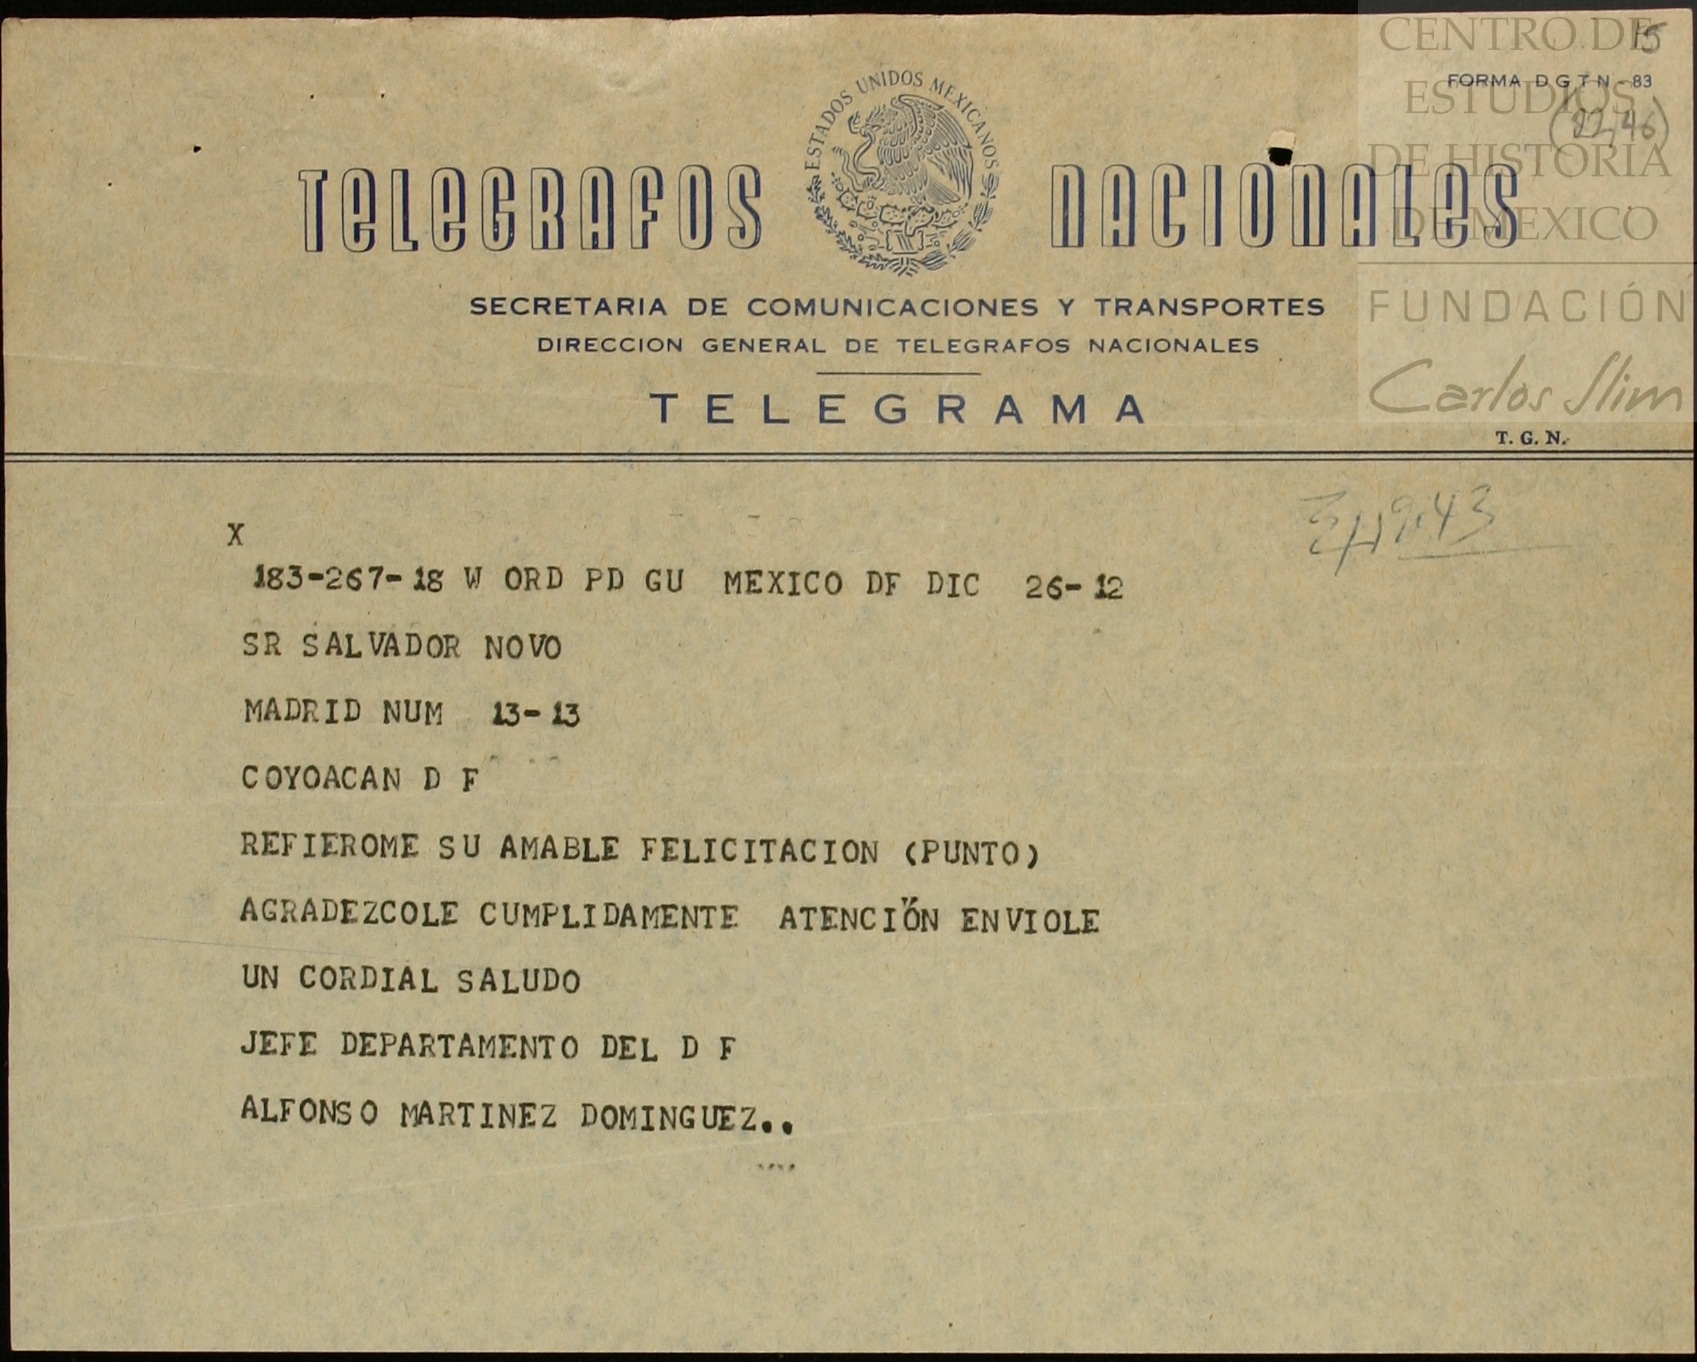 CENTRO DE
ESTUDIOS
DE HISTORIA
DE MEXICO
FUNDACIÓN
Carlos Slim
15
FORMA D G T N - 83
(22/46)
ESTADOS UNIDOS MEXICANOS
TELEGRAFOS NACIONALES
SECRETARIA DE COMUNICACIONES Y TRANSPORTES
DIRECCION GENERAL DE TELEGRAFOS NACIONALES
TELEGRAMA
T. G. N.
X
183-267-18 W ORD PD GU MEXICO DF DIC 26-12
SR SALVADOR NOVO
MADRID NUM 13-13
COYOACAN D F
REFIEROME SU AMABLE FELICITACION (PUNTO)
AGRADEZCOLE CUMPLIDAMENTE ATENCIÓN ENVIOLE
UN CORDIAL SALUDO
JEFE DEPARTAMENTO DEL D F
ALFONSO MARTINEZ DOMINGUEZ..